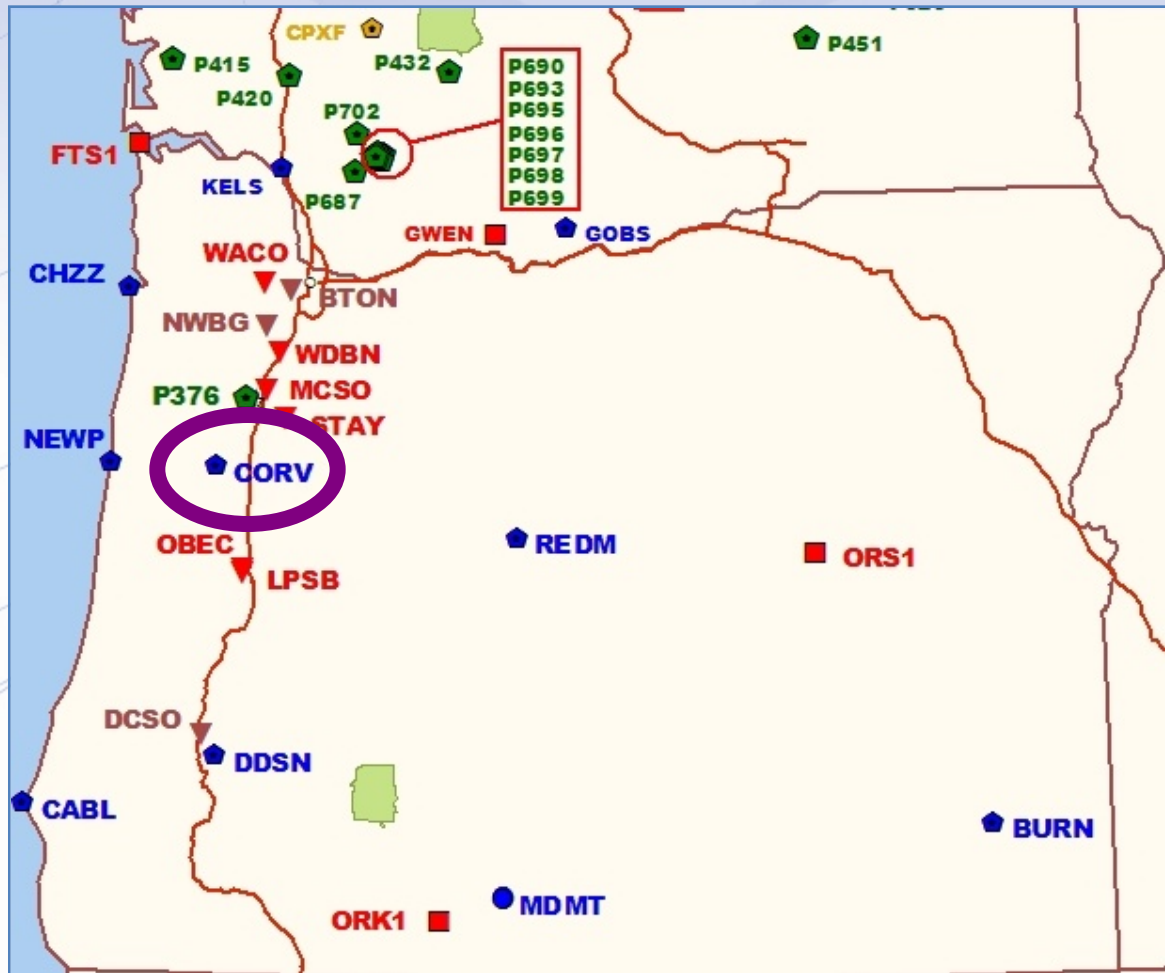 CPXF
P415
P432
P451
P420
P690
P693
P695
P696
P697
P698
P699
P702
FTS1
KELS
P687
GWEN
GOBS
WACO
CHZZ
BTON
NWBG
WDBN
MCSO
P376
STAY
NEWP
CORV
OBEC
REDM
ORS1
LPSB
DCSO
DDSN
CABL
BURN
MDMT
ORK1